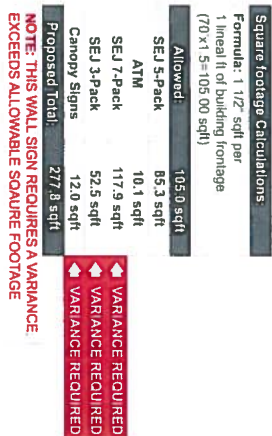 Square footage Calculations:
Formula: 1 1/2" sqft per
1 lineal ft of building frontage
(70x1 5=105 00 sqft)
Allowed: 105.0 sqft
SEJ 5-Pack 85.3 sqft
ATM 10.1 sqft
SEJ 7-Pack 117.9 sqft VARIANCE REQUIRED
SEJ 3-Pack 52.5 sqft VARIANCE REQUIRED
Canopy Signs 12.0 sqft VARIANCE REQUIRED
Proposed Total: 277.8 sqft
NOTE: THIS WALL SIGN REQUIRES A VARIANCE.
EXCEEDS ALLOWABLE SQAURE FOOTAGE